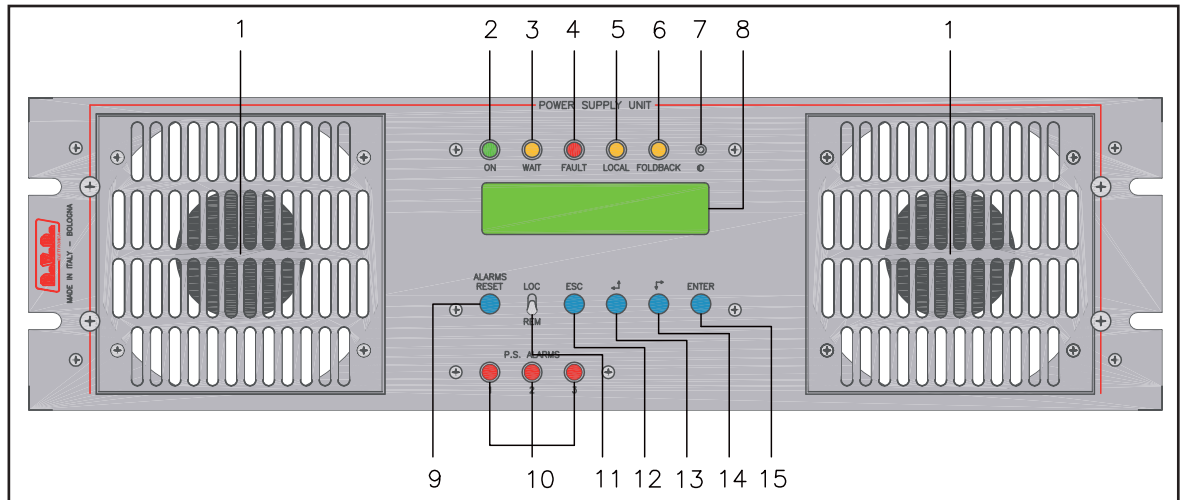 1 2 3 4 5 6 7 8 1
POWER SUPPLY UNIT
ON WAIT FAULT LOCAL FOLDBACK
MADE IN ITALY - BOLOGNA
ALARMS RESET LOC ESC ENTER
REM
P.S. ALARMS
1 2 3
9 10 11 12 13 14 15